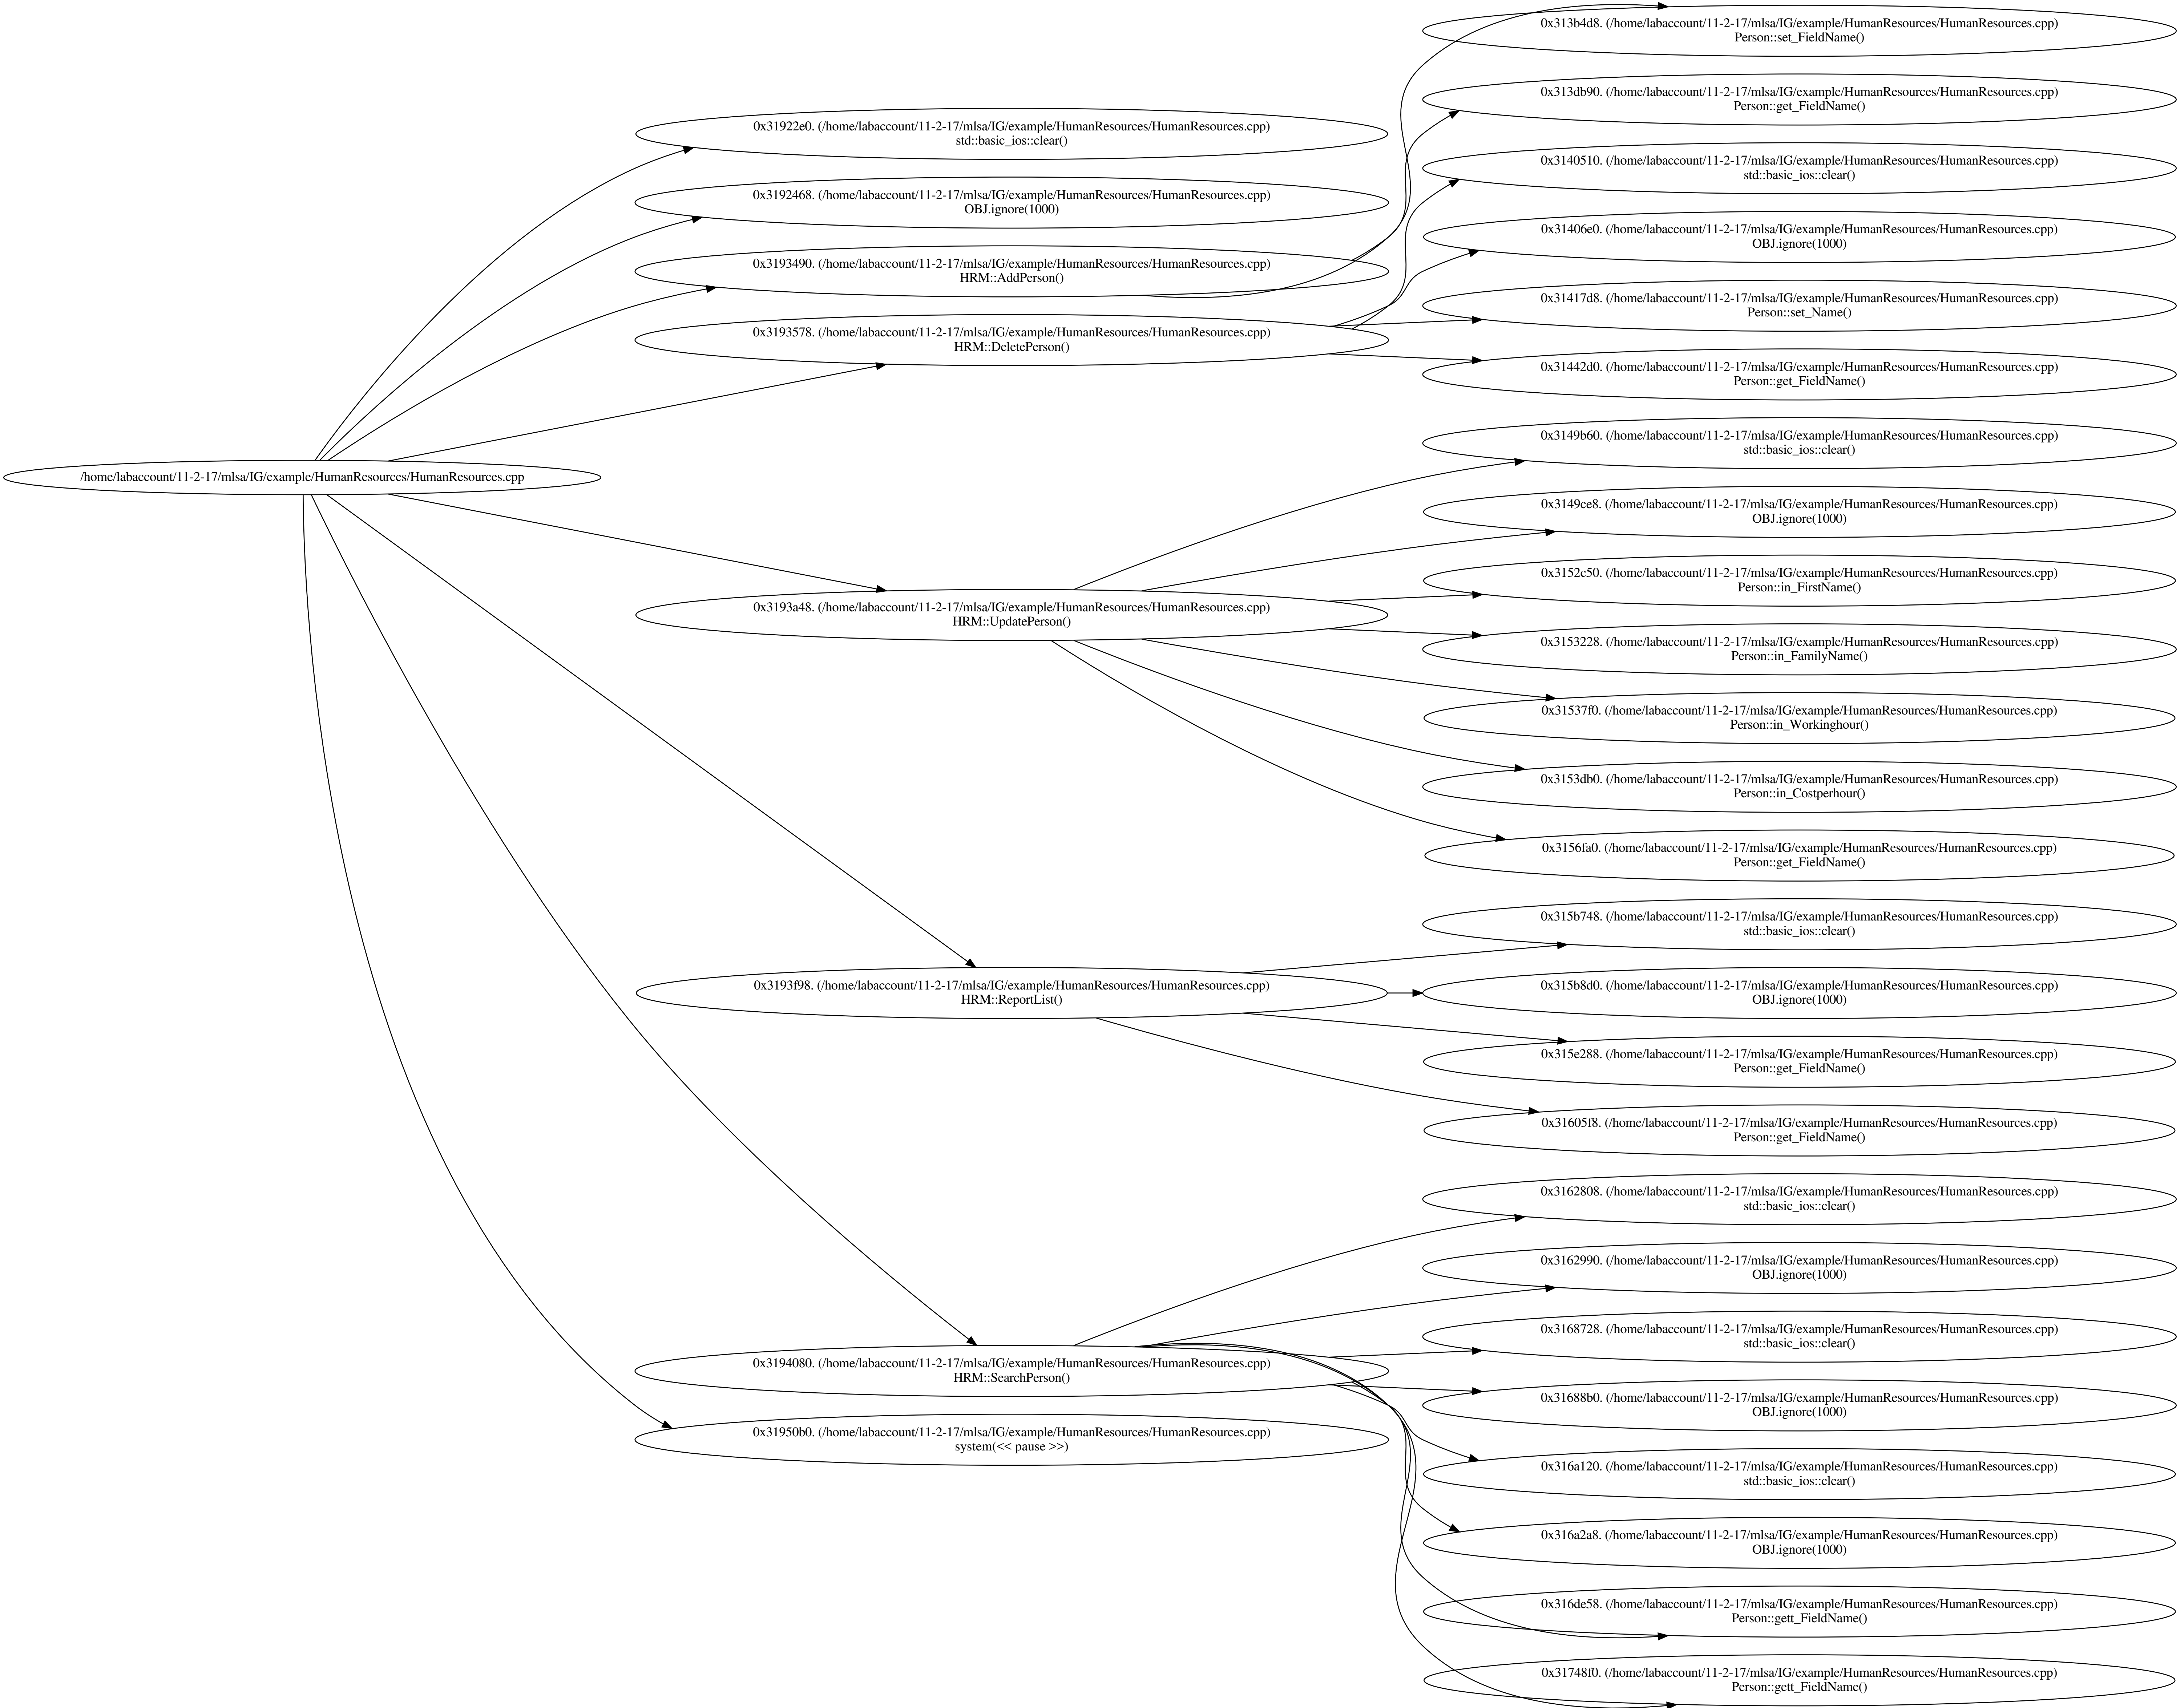 /home/labaccount/11-2-17/mlsa/IG/example/HumanResources/HumanResources.cpp
0x31922e0. (/home/labaccount/11-2-17/mlsa/IG/example/HumanResources/HumanResources.cpp)
std::basic_ios::clear()
0x3192468. (/home/labaccount/11-2-17/mlsa/IG/example/HumanResources/HumanResources.cpp)
OBJ.ignore(1000)
0x3193490. (/home/labaccount/11-2-17/mlsa/IG/example/HumanResources/HumanResources.cpp)
HRM::AddPerson()
0x3193578. (/home/labaccount/11-2-17/mlsa/IG/example/HumanResources/HumanResources.cpp)
HRM::DeletePerson()
0x3193a48. (/home/labaccount/11-2-17/mlsa/IG/example/HumanResources/HumanResources.cpp)
HRM::UpdatePerson()
0x3193f98. (/home/labaccount/11-2-17/mlsa/IG/example/HumanResources/HumanResources.cpp)
HRM::ReportList()
0x3194080. (/home/labaccount/11-2-17/mlsa/IG/example/HumanResources/HumanResources.cpp)
HRM::SearchPerson()
0x31950b0. (/home/labaccount/11-2-17/mlsa/IG/example/HumanResources/HumanResources.cpp)
system(<< pause >>)
0x313b4d8. (/home/labaccount/11-2-17/mlsa/IG/example/HumanResources/HumanResources.cpp)
Person::set_FieldName()
0x313db90. (/home/labaccount/11-2-17/mlsa/IG/example/HumanResources/HumanResources.cpp)
Person::get_FieldName()
0x3140510. (/home/labaccount/11-2-17/mlsa/IG/example/HumanResources/HumanResources.cpp)
std::basic_ios::clear()
0x31406e0. (/home/labaccount/11-2-17/mlsa/IG/example/HumanResources/HumanResources.cpp)
OBJ.ignore(1000)
0x31417d8. (/home/labaccount/11-2-17/mlsa/IG/example/HumanResources/HumanResources.cpp)
Person::set_Name()
0x31442d0. (/home/labaccount/11-2-17/mlsa/IG/example/HumanResources/HumanResources.cpp)
Person::get_FieldName()
0x3149b60. (/home/labaccount/11-2-17/mlsa/IG/example/HumanResources/HumanResources.cpp)
std::basic_ios::clear()
0x3149ce8. (/home/labaccount/11-2-17/mlsa/IG/example/HumanResources/HumanResources.cpp)
OBJ.ignore(1000)
0x3152c50. (/home/labaccount/11-2-17/mlsa/IG/example/HumanResources/HumanResources.cpp)
Person::in_FirstName()
0x3153228. (/home/labaccount/11-2-17/mlsa/IG/example/HumanResources/HumanResources.cpp)
Person::in_FamilyName()
0x31537f0. (/home/labaccount/11-2-17/mlsa/IG/example/HumanResources/HumanResources.cpp)
Person::in_Workinghour()
0x3153db0. (/home/labaccount/11-2-17/mlsa/IG/example/HumanResources/HumanResources.cpp)
Person::in_Costperhour()
0x3156fa0. (/home/labaccount/11-2-17/mlsa/IG/example/HumanResources/HumanResources.cpp)
Person::get_FieldName()
0x315b748. (/home/labaccount/11-2-17/mlsa/IG/example/HumanResources/HumanResources.cpp)
std::basic_ios::clear()
0x315b8d0. (/home/labaccount/11-2-17/mlsa/IG/example/HumanResources/HumanResources.cpp)
OBJ.ignore(1000)
0x315e288. (/home/labaccount/11-2-17/mlsa/IG/example/HumanResources/HumanResources.cpp)
Person::get_FieldName()
0x31605f8. (/home/labaccount/11-2-17/mlsa/IG/example/HumanResources/HumanResources.cpp)
Person::get_FieldName()
0x3162808. (/home/labaccount/11-2-17/mlsa/IG/example/HumanResources/HumanResources.cpp)
std::basic_ios::clear()
0x3162990. (/home/labaccount/11-2-17/mlsa/IG/example/HumanResources/HumanResources.cpp)
OBJ.ignore(1000)
0x3168728. (/home/labaccount/11-2-17/mlsa/IG/example/HumanResources/HumanResources.cpp)
std::basic_ios::clear()
0x31688b0. (/home/labaccount/11-2-17/mlsa/IG/example/HumanResources/HumanResources.cpp)
OBJ.ignore(1000)
0x316a120. (/home/labaccount/11-2-17/mlsa/IG/example/HumanResources/HumanResources.cpp)
std::basic_ios::clear()
0x316a2a8. (/home/labaccount/11-2-17/mlsa/IG/example/HumanResources/HumanResources.cpp)
OBJ.ignore(1000)
0x316de58. (/home/labaccount/11-2-17/mlsa/IG/example/HumanResources/HumanResources.cpp)
Person::gett_FieldName()
0x31748f0. (/home/labaccount/11-2-17/mlsa/IG/example/HumanResources/HumanResources.cpp)
Person::gett_FieldName()